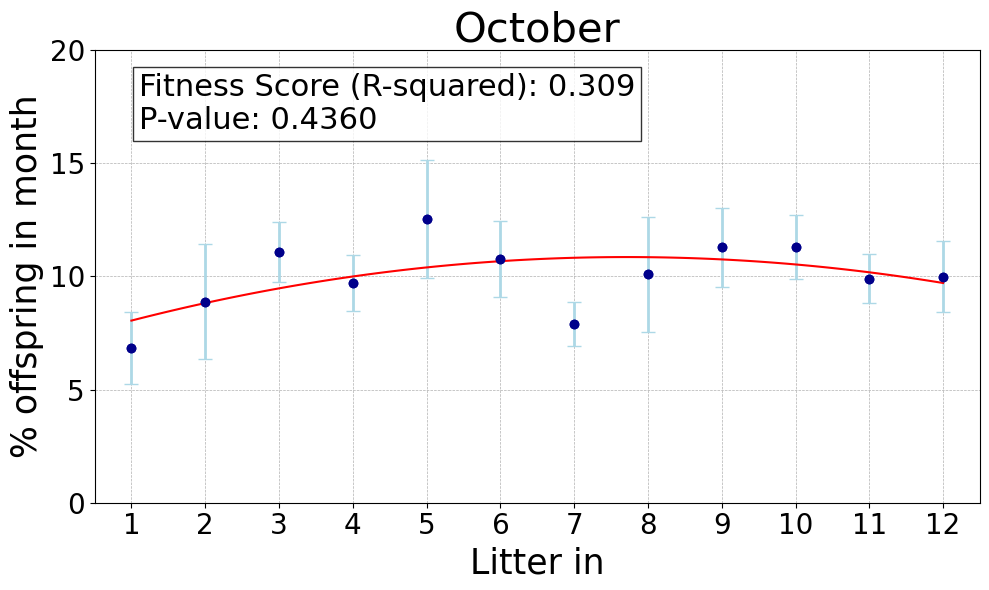 October
Fitness Score (R-squared): 0.309
P-value: 0.4360
% offspring in month
20
15
10
5
0
1 2 3 4 5 6 7 8 9 10 11 12
Litter in